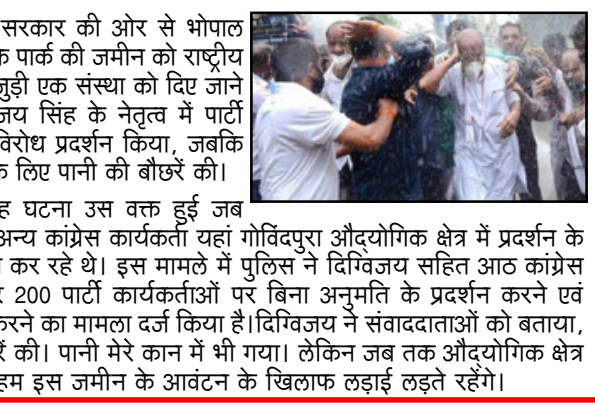 सरकार की ओर से भोपाल
पार्क की जमीन को राष्ट्रीय
जुड़ी एक संस्था को दिए जाने
सिंह के नेतृत्व में पार्टी
विरोध प्रदर्शन किया, जबकि
लिए पानी की बौछरें की।
घटना उस वक्त हुई जब
अन्य कांग्रेस कार्यकर्ता यहां गोविंदपुरा औद्योगिक क्षेत्र में प्रदर्शन के
कर रहे थे। इस मामले में पुलिस ने दिग्विजय सहित आठ कांग्रेस
200 पार्टी कार्यकर्ताओं पर बिना अनुमति के प्रदर्शन करने एवं
करने का मामला दर्ज किया है।दिग्विजय ने संवाददाताओं को बताया,
की। पानी मेरे कान में भी गया। लेकिन जब तक औद्योगिक क्षेत्र
हम इस जमीन के आवंटन के खिलाफ लड़ाई लड़ते रहेंगे।